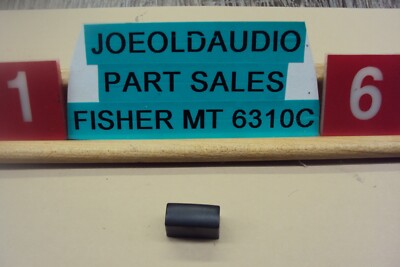 JOEOLDAUDIO
1 PART SALES 6
FISHER MT 6310C